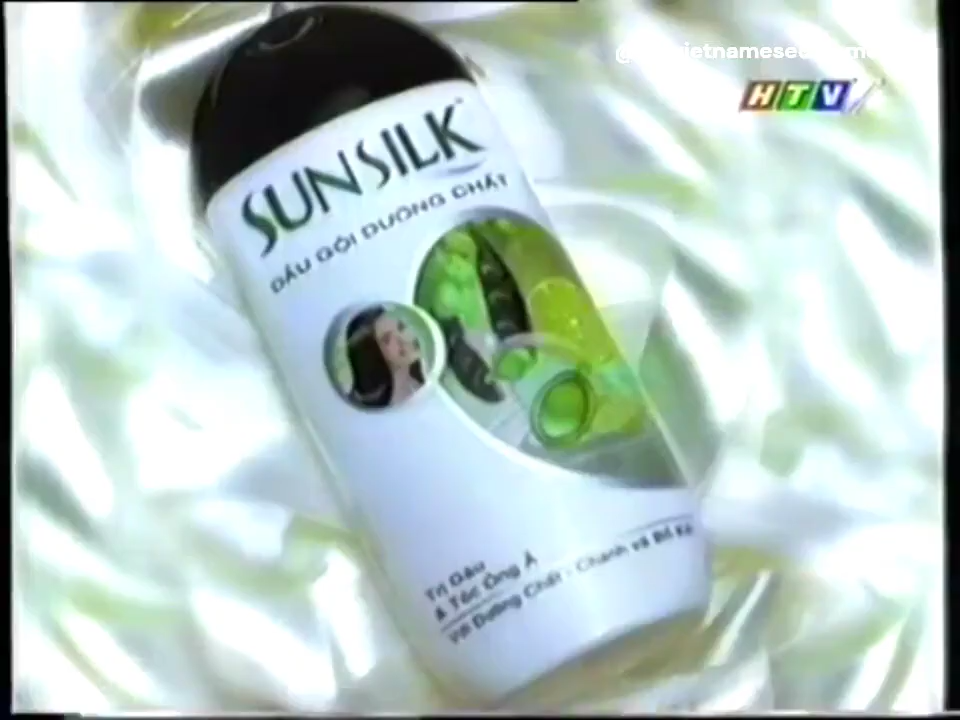 HTV
SUNSILK
DẦU GỘI DƯỠNG CHẤT
Trị Gàu
& Tóc Óng Ả
Với Dưỡng Chất - Chanh và Bồ Kết